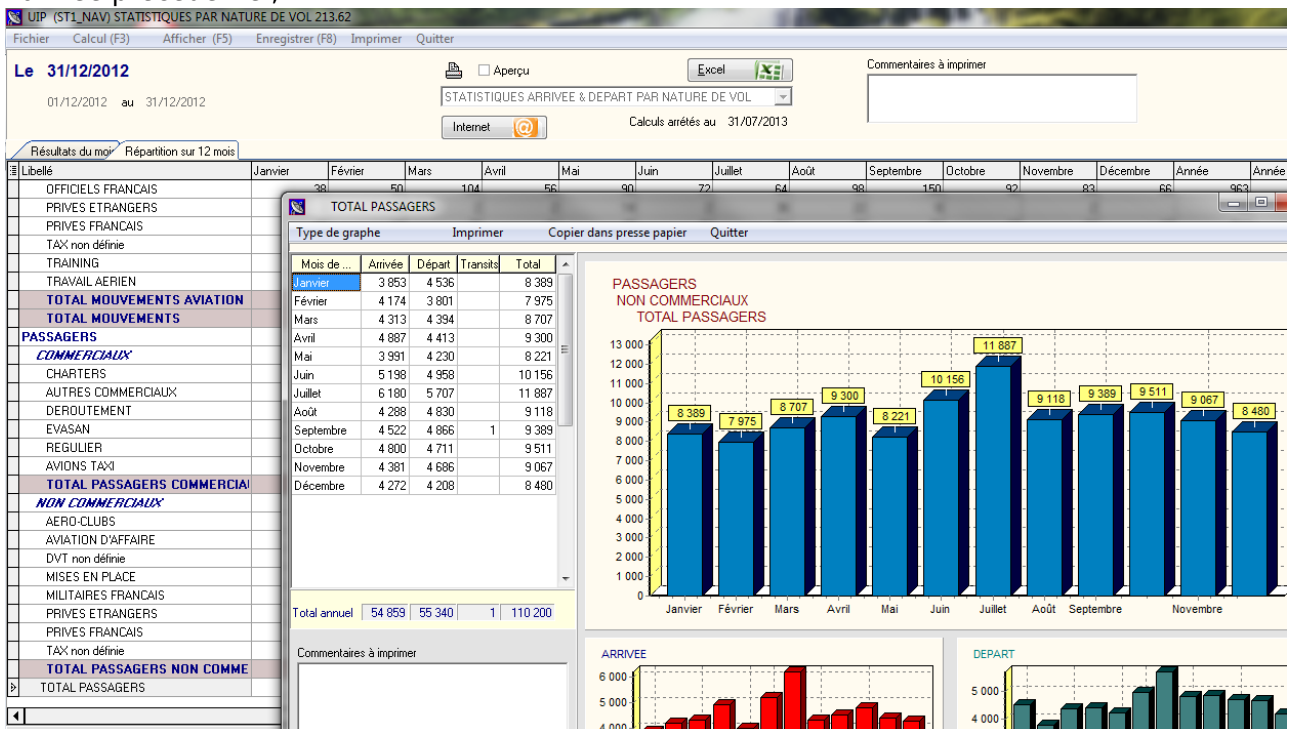 UIP (ST1_NAV) STATISTIQUES PAR NATURE DE VOL 213.62
Fichier Calcul (F3) Afficher (F5) Enregistrer (F8) Imprimer Quitter
Le 31/12/2012
01/12/2012 au 31/12/2012
Aperçu
Excel
STATISTIQUES ARRIVEE & DEPART PAR NATURE DE VOL
Internet
Calculs arrétés au 31/07/2013
Commentaires à imprimer
Résultats du moi Répartition sur 12 mois
Libellé Janvier Février Mars Avril Mai Juin Juillet Août Septembre Octobre Novembre Décembre Année Année
OFFICIELS FRANCAIS 38 50 104 56 90 72 64 98 150 92 83 66 963
PRIVES ETRANGERS
PRIVES FRANCAIS
TAX non définie
TRAINING
TRAVAIL AERIEN
TOTAL MOUVEMENTS AVIATION
TOTAL MOUVEMENTS
PASSAGERS
COMMERCIAUX
CHARTERS
AUTRES COMMERCIAUX
DEROUTEMENT
EVASAN
REGULIER
AVIONS TAXI
TOTAL PASSAGERS COMMERCIA
NON COMMERCIAUX
AERO-CLUBS
AVIATION D'AFFAIRE
DVT non définie
MISES EN PLACE
MILITAIRES FRANCAIS
PRIVES ETRANGERS
PRIVES FRANCAIS
TAX non définie
TOTAL PASSAGERS NON COMME
TOTAL PASSAGERS
TOTAL PASSAGERS
Type de graphe Imprimer Copier dans presse papier Quitter
Mois de ... Arrivée Départ Transits Total
Janvier 3 853 4 536 8 389
Février 4 174 3 801 7 975
Mars 4 313 4 394 8 707
Avril 4 887 4 413 9 300
Mai 3 991 4 230 8 221
Juin 5 198 4 958 10 156
Juillet 6 180 5 707 11 887
Août 4 288 4 830 9 118
Septembre 4 522 4 866 1 9 389
Octobre 4 800 4 711 9 511
Novembre 4 381 4 686 9 067
Décembre 4 272 4 208 8 480
Total annuel 54 859 55 340 1 110 200
Commentaires à imprimer
PASSAGERS
NON COMMERCIAUX
TOTAL PASSAGERS
13 000
12 000
11 000
10 000
9 000
8 000
7 000
6 000
5 000
4 000
3 000
2 000
1 000
0
8 389 7 975 8 707 9 300 8 221 10 156 11 887 9 118 9 389 9 511 9 067 8 480
Janvier Février Mars Avril Mai Juin Juillet Août Septembre Novembre
ARRIVEE
6 000
5 000
4 000
DEPART
5 000
4 000